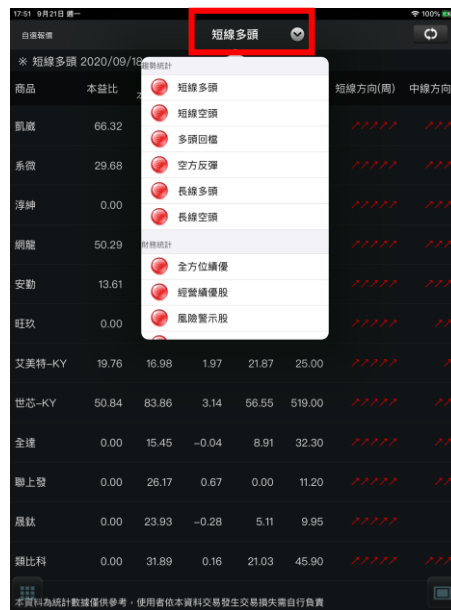 17:51 9月21日 週一 100%
自選報價 短線多頭
※ 短線多頭 2020/09/18
商品 本益比 短線方向(周) 中線方向
趨勢統計
短線多頭
短線空頭
多頭回檔
空方反彈
長線多頭
長線空頭
財務統計
全方位績優
經營績優股
風險警示股
凱崴 66.32
系微 29.68
淳紳 0.00
網龍 50.29
安勤 13.61
旺玖 0.00
艾美特-KY 19.76 16.98 1.97 21.87 25.00
世芯-KY 50.84 83.86 3.14 56.55 519.00
全達 0.00 15.45 -0.04 8.91 32.30
聯上發 0.00 26.17 0.67 0.00 11.20
晟鈦 0.00 23.93 -0.28 5.11 9.95
類比科 0.00 31.89 0.16 21.03 45.90
本資料為統計數據僅供參考,使用者依本資料交易發生交易損失需自行負責